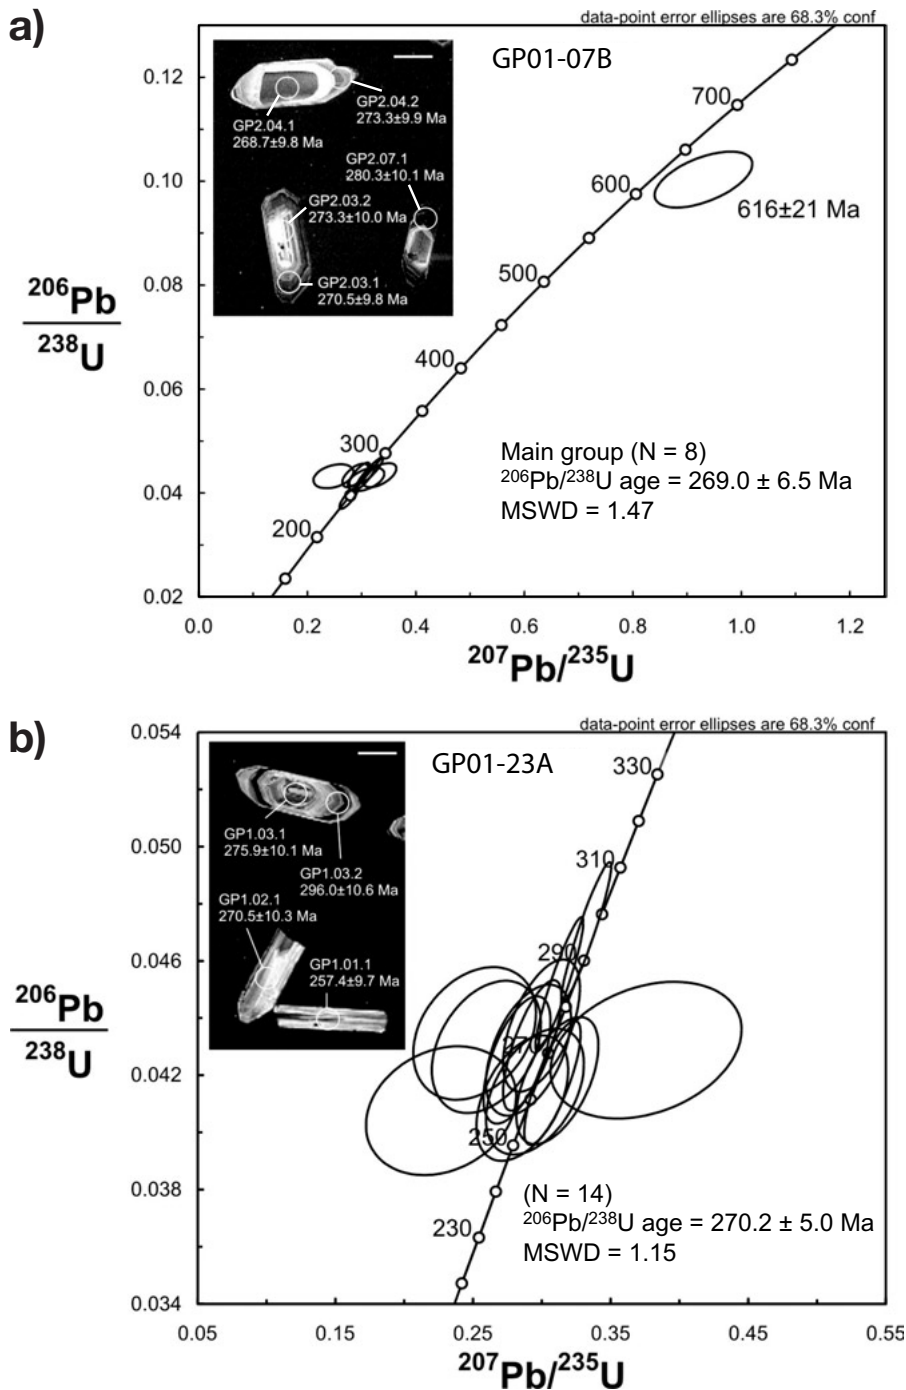 a)
data-point error ellipses are 68.3% conf
GP01-07B
GP2.04.1
268.7±9.8 Ma
GP2.04.2
273.3±9.9 Ma
GP2.07.1
280.3±10.1 Ma
GP2.03.2
273.3±10.0 Ma
GP2.03.1
270.5±9.8 Ma
700
600
500
400
300
200
616±21 Ma
Main group (N = 8)
206Pb/238U age = 269.0 ± 6.5 Ma
MSWD = 1.47
0.12
0.10
0.08
0.06
0.04
0.02
206Pb
238U
0.0 0.2 0.4 0.6 0.8 1.0 1.2
207Pb/235U
b)
data-point error ellipses are 68.3% conf
GP01-23A
GP1.03.1
275.9±10.1 Ma
GP1.03.2
296.0±10.6 Ma
GP1.02.1
270.5±10.3 Ma
GP1.01.1
257.4±9.7 Ma
330
310
290
270
250
230
(N = 14)
206Pb/238U age = 270.2 ± 5.0 Ma
MSWD = 1.15
0.054
0.050
0.046
0.042
0.038
0.034
206Pb
238U
0.05 0.15 0.25 0.35 0.45 0.55
207Pb/235U